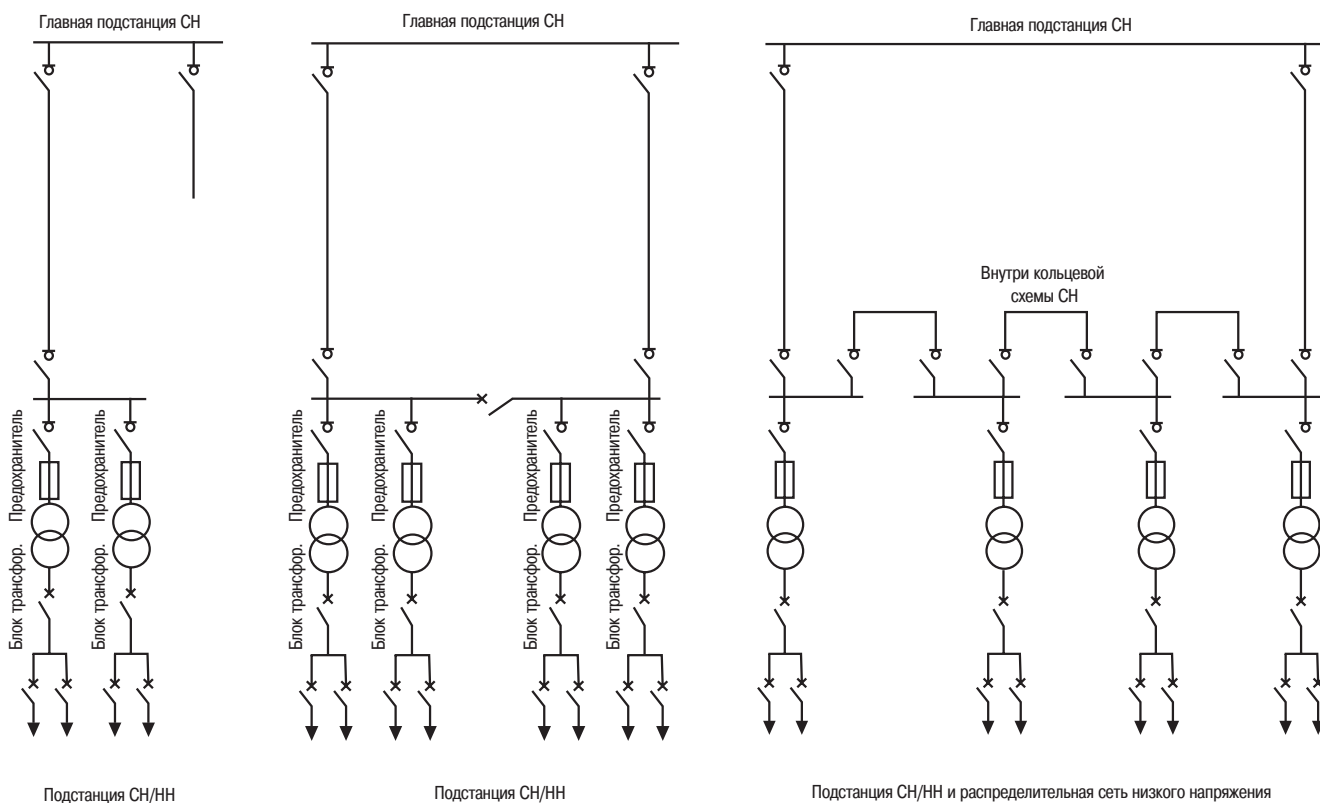 Главная подстанция СН
Главная подстанция СН
Главная подстанция СН
Внутри кольцевой
схемы СН
Предохранитель
Предохранитель
Предохранитель
Предохранитель
Предохранитель
Предохранитель
Блок трансфор.
Блок трансфор.
Блок трансфор.
Блок трансфор.
Блок трансфор.
Блок трансфор.
Подстанция СН/НН
Подстанция СН/НН
Подстанция СН/НН и распределительная сеть низкого напряжения